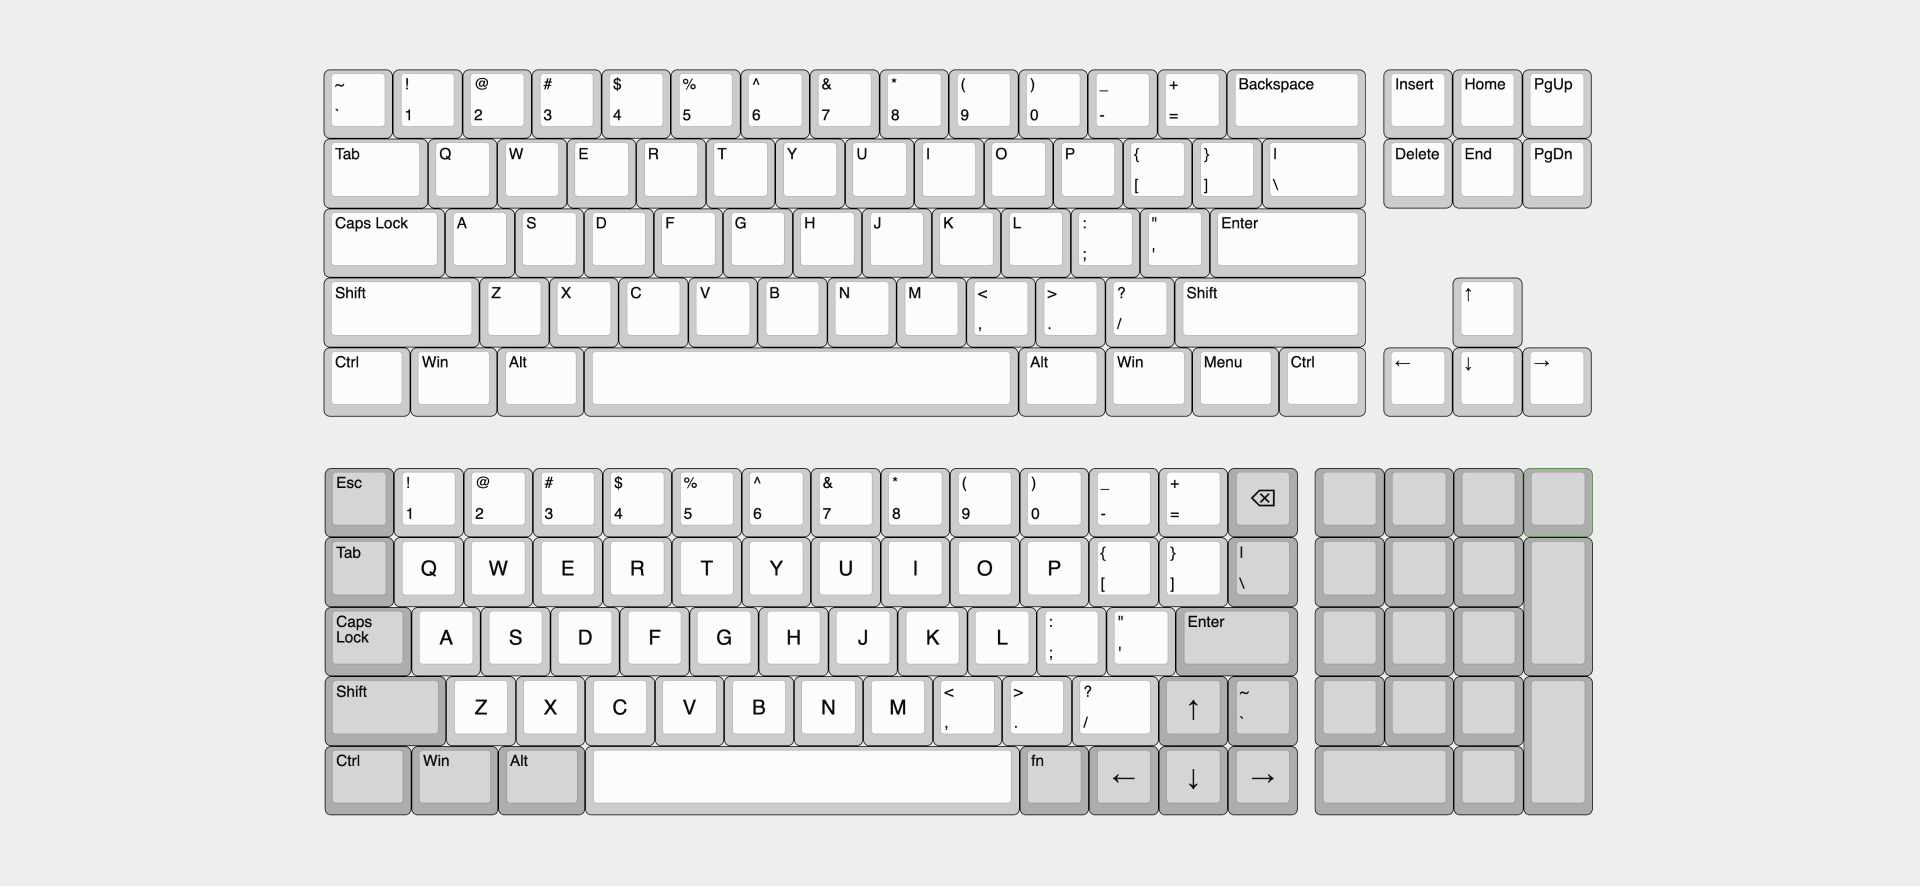 ~ ! @ # $ % ^ & * ( ) _ + Backspace Insert Home PgUp
` 1 2 3 4 5 6 7 8 9 0 - =
Tab Q W E R T Y U I O P { } | Delete End PgDn
[ ] \
Caps Lock A S D F G H J K L : " Enter
; '
Shift Z X C V B N M < > ? Shift ↑
, . /
Ctrl Win Alt Alt Win Menu Ctrl ← ↓ →
Esc ! @ # $ % ^ & * ( ) _ +
1 2 3 4 5 6 7 8 9 0 - =
Tab Q W E R T Y U I O P { } |
[ ] \
Caps A S D F G H J K L : " Enter
Lock ; '
Shift Z X C V B N M < > ? ↑ ~
, . / `
Ctrl Win Alt fn ← ↓ →